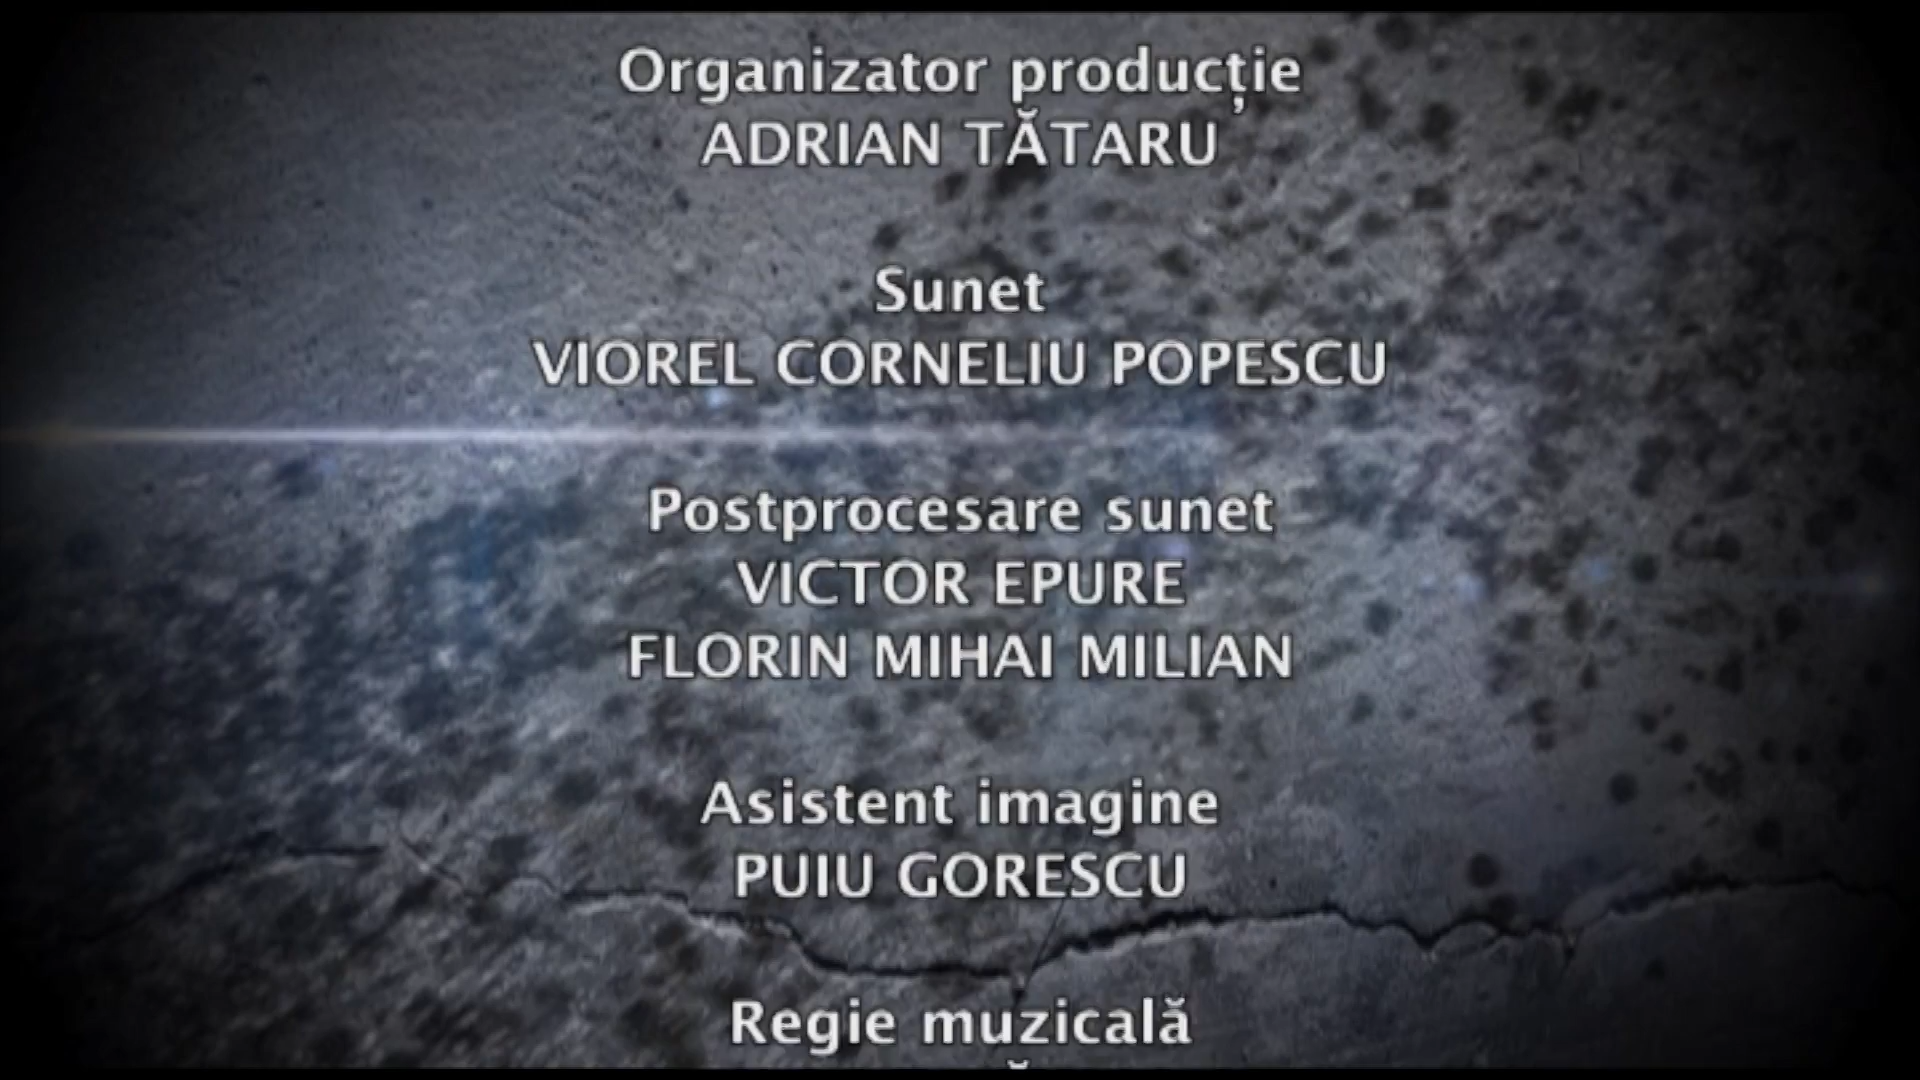 Organizator producție
ADRIAN TĂTARU
Sunet
VIOREL CORNELIU POPESCU
Postprocesare sunet
VICTOR EPURE
FLORIN MIHAI MILIAN
Asistent imagine
PUIU GORESCU
Regie muzicală